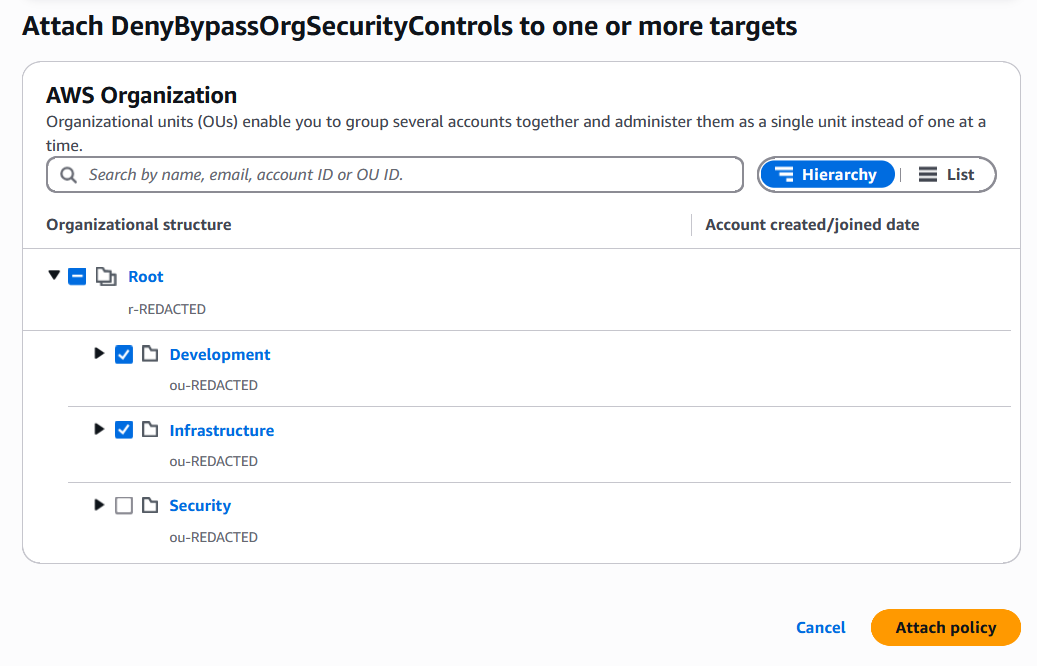 Attach DenyBypassOrgSecurityControls to one or more targets
AWS Organization
Organizational units (OUs) enable you to group several accounts together and administer them as a single unit instead of one at a
time.
Search by name, email, account ID or OU ID.
Hierarchy
List
Organizational structure
Account created/joined date
Root
r-REDACTED
Development
ou-REDACTED
Infrastructure
ou-REDACTED
Security
ou-REDACTED
Cancel
Attach policy